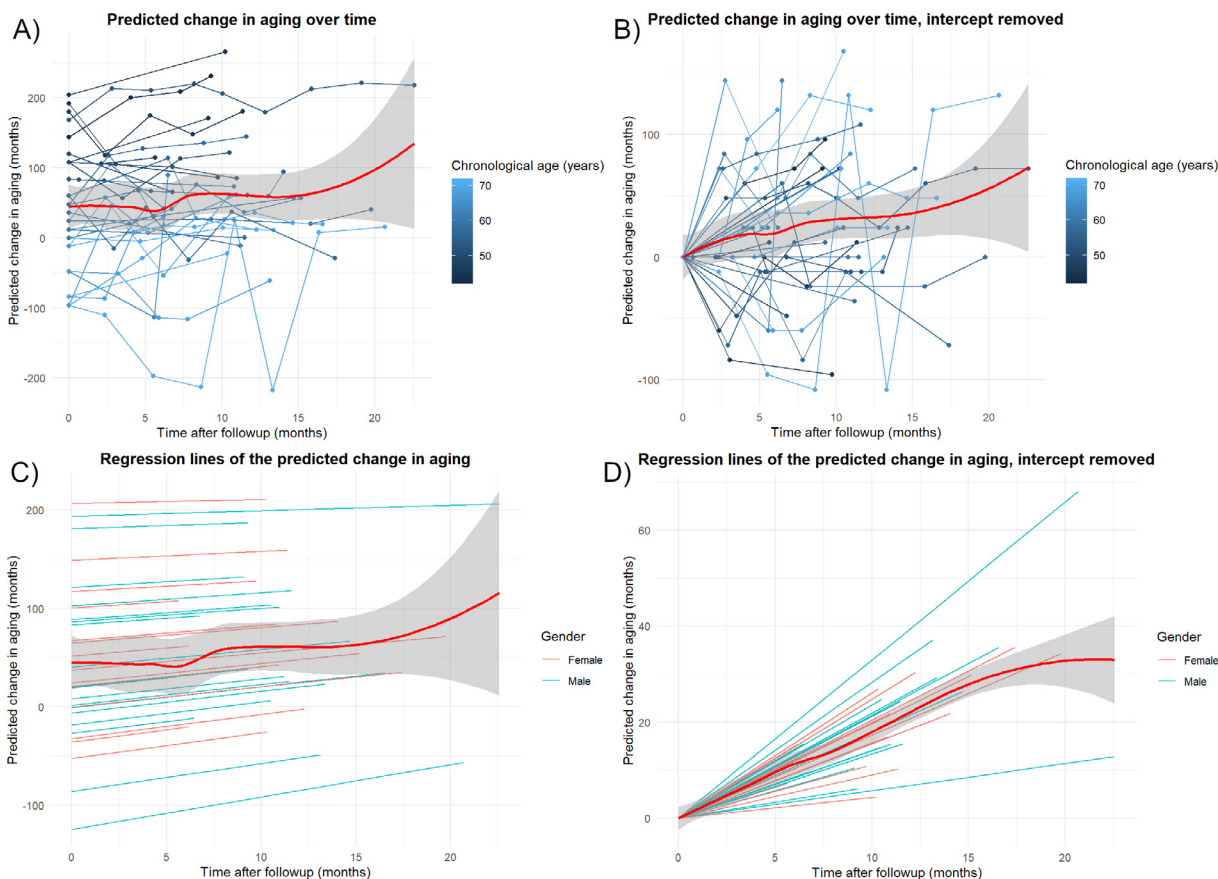 A)
Predicted change in aging over time
Predicted change in aging (months)
200
100
0
-100
-200
0 5 10 15 20
Time after followup (months)
Chronological age (years)
70
60
50
B)
Predicted change in aging over time, intercept removed
Predicted change in aging (months)
100
0
-100
0 5 10 15 20
Time after followup (months)
Chronological age (years)
70
60
50
C)
Regression lines of the predicted change in aging
Predicted change in aging (months)
200
100
0
-100
0 5 10 15 20
Time after followup (months)
Gender
Female
Male
D)
Regression lines of the predicted change in aging, intercept removed
Predicted change in aging (months)
60
40
20
0
0 5 10 15 20
Time after followup (months)
Gender
Female
Male